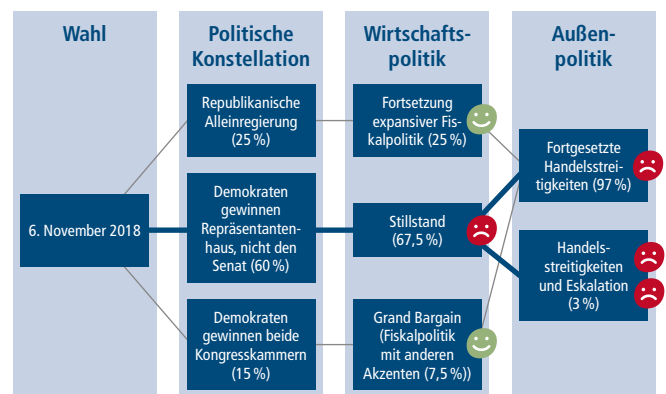 Wahl
Politische
Konstellation
Wirtschafts-
politik
Außen-
politik
6. November 2018
Republikanische
Alleinregierung
(25 %)
Demokraten
gewinnen
Repräsentanten-
haus, nicht den
Senat (60 %)
Demokraten
gewinnen beide
Kongresskammern
(15 %)
Fortsetzung
expansiver Fis-
kalpolitik (25 %)
Stillstand
(67,5 %)
Grand Bargain
(Fiskalpolitik
mit anderen
Akzenten (7,5 %))
Fortgesetzte
Handelsstrei-
tigkeiten (97 %)
Handels-
streitigkeiten
und Eskalation
(3 %)